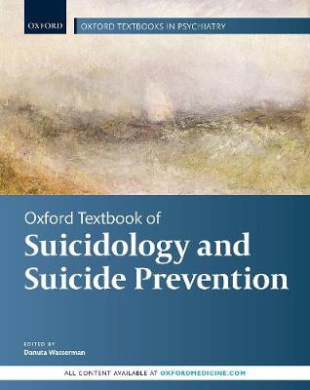 OXFORD
OXFORD TEXTBOOKS IN PSYCHIATRY
Oxford Textbook of
Suicidology and
Suicide Prevention
EDITED BY
Danuta Wasserman
ALL CONTENT AVAILABLE AT OXFORDMEDICINE.COM